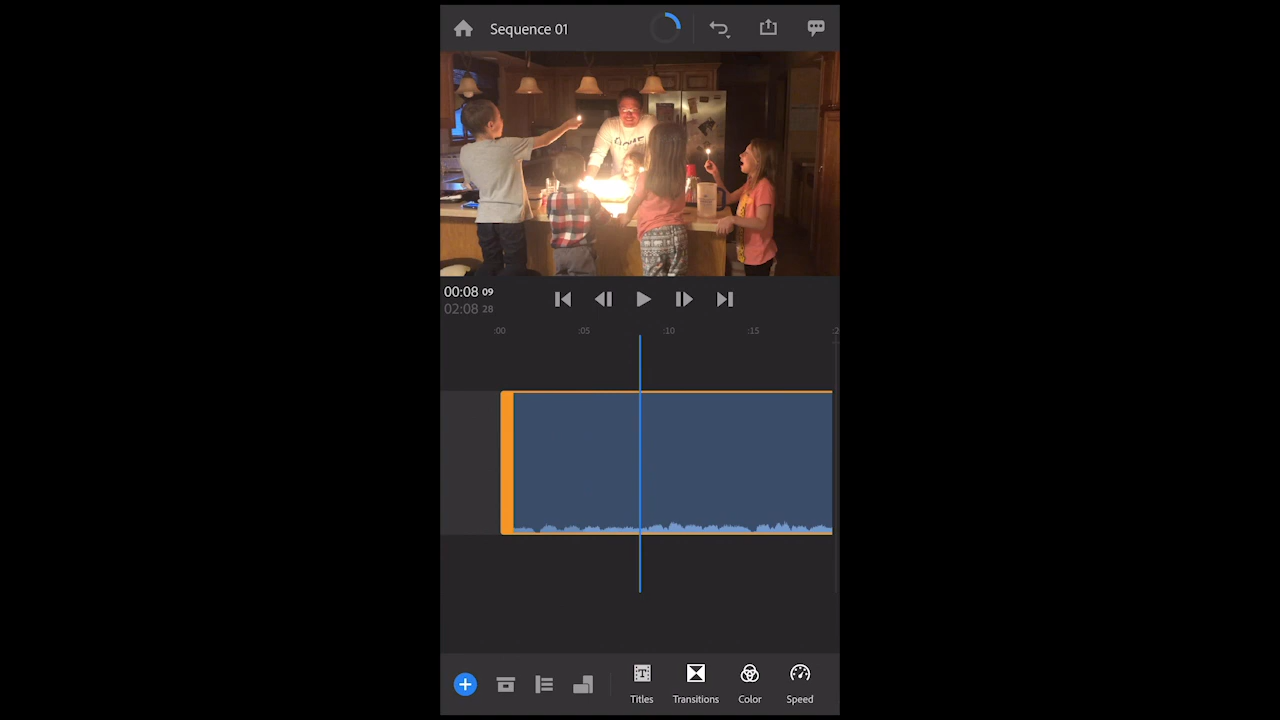 Sequence 01
00:08 09
02:08 28
:00 :05 :10 :15
Titles Transitions Color Speed